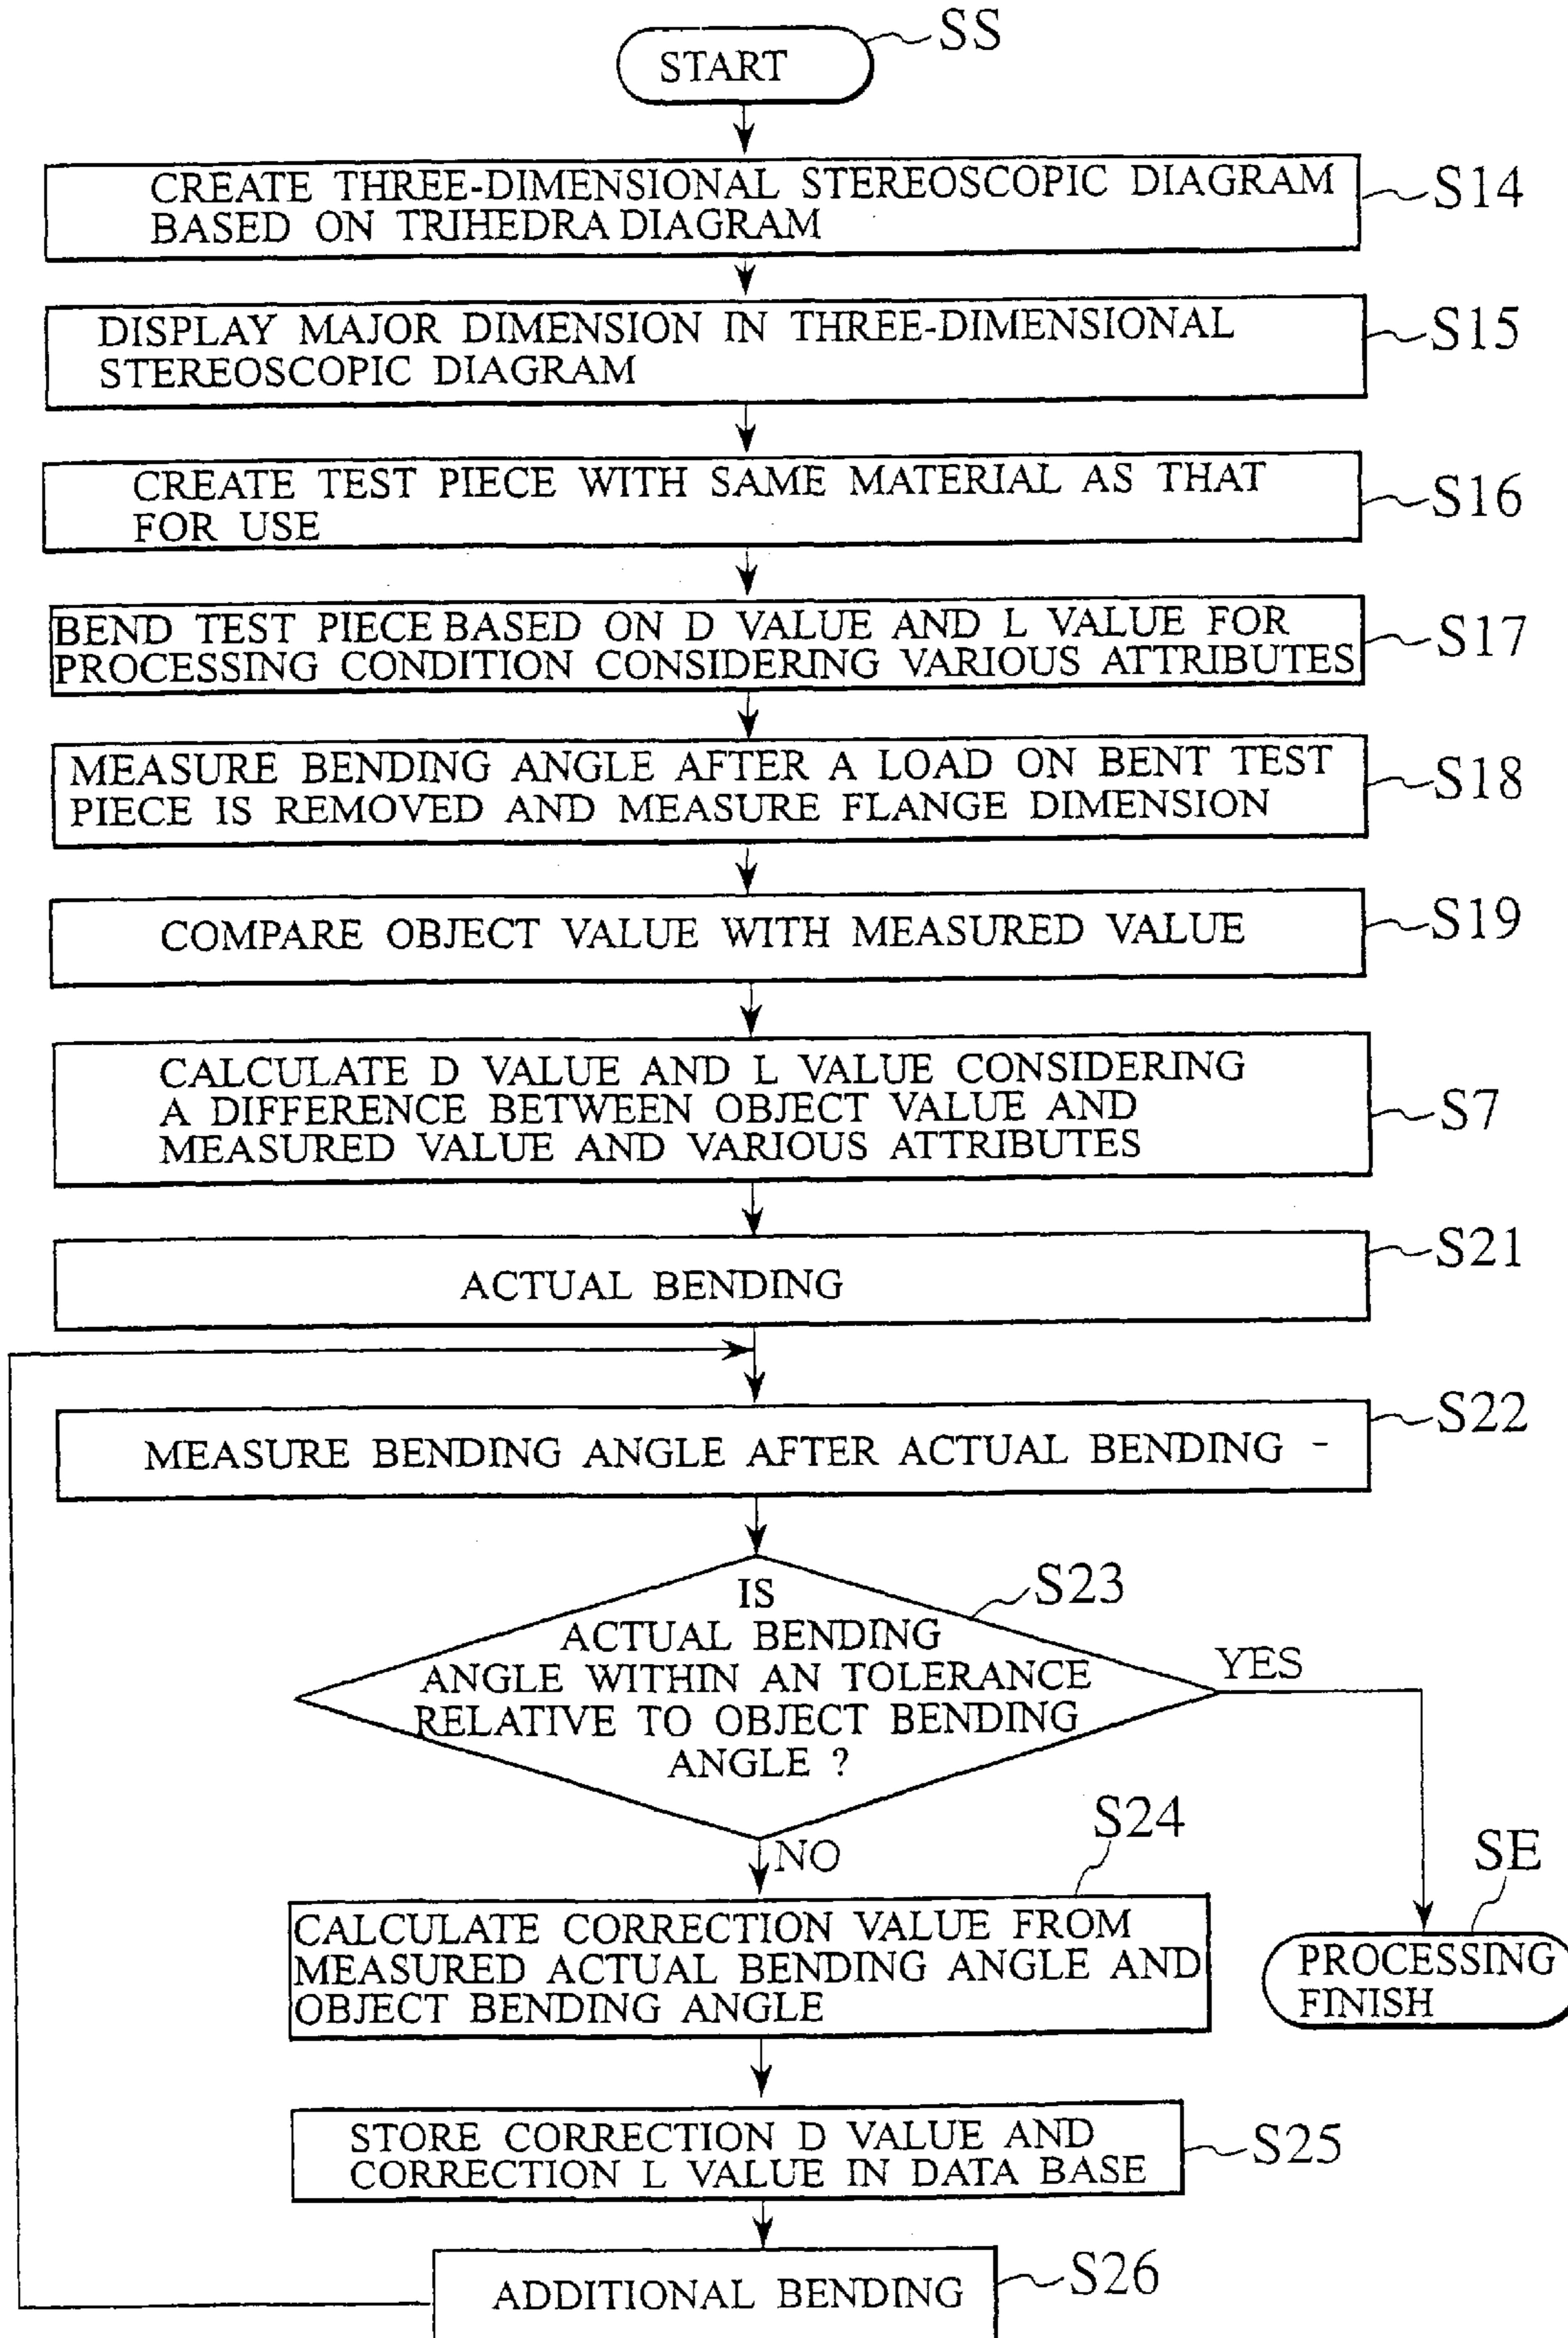 START
SS
CREATE THREE-DIMENSIONAL STEREOSCOPIC DIAGRAM
BASED ON TRIHEDRA DIAGRAM
S14
DISPLAY MAJOR DIMENSION IN THREE-DIMENSIONAL
STEREOSCOPIC DIAGRAM
S15
CREATE TEST PIECE WITH SAME MATERIAL AS THAT
FOR USE
S16
BEND TEST PIECE BASED ON D VALUE AND L VALUE FOR
PROCESSING CONDITION CONSIDERING VARIOUS ATTRIBUTES
S17
MEASURE BENDING ANGLE AFTER A LOAD ON BENT TEST
PIECE IS REMOVED AND MEASURE FLANGE DIMENSION
S18
COMPARE OBJECT VALUE WITH MEASURED VALUE
S19
CALCULATE D VALUE AND L VALUE CONSIDERING
A DIFFERENCE BETWEEN OBJECT VALUE AND
MEASURED VALUE AND VARIOUS ATTRIBUTES
S7
ACTUAL BENDING
S21
MEASURE BENDING ANGLE AFTER ACTUAL BENDING -
S22
IS
ACTUAL BENDING
ANGLE WITHIN AN TOLERANCE
RELATIVE TO OBJECT BENDING
ANGLE ?
S23
YES
NO
S24
CALCULATE CORRECTION VALUE FROM
MEASURED ACTUAL BENDING ANGLE AND
OBJECT BENDING ANGLE
SE
PROCESSING
FINISH
STORE CORRECTION D VALUE AND
CORRECTION L VALUE IN DATA BASE
S25
ADDITIONAL BENDING
S26